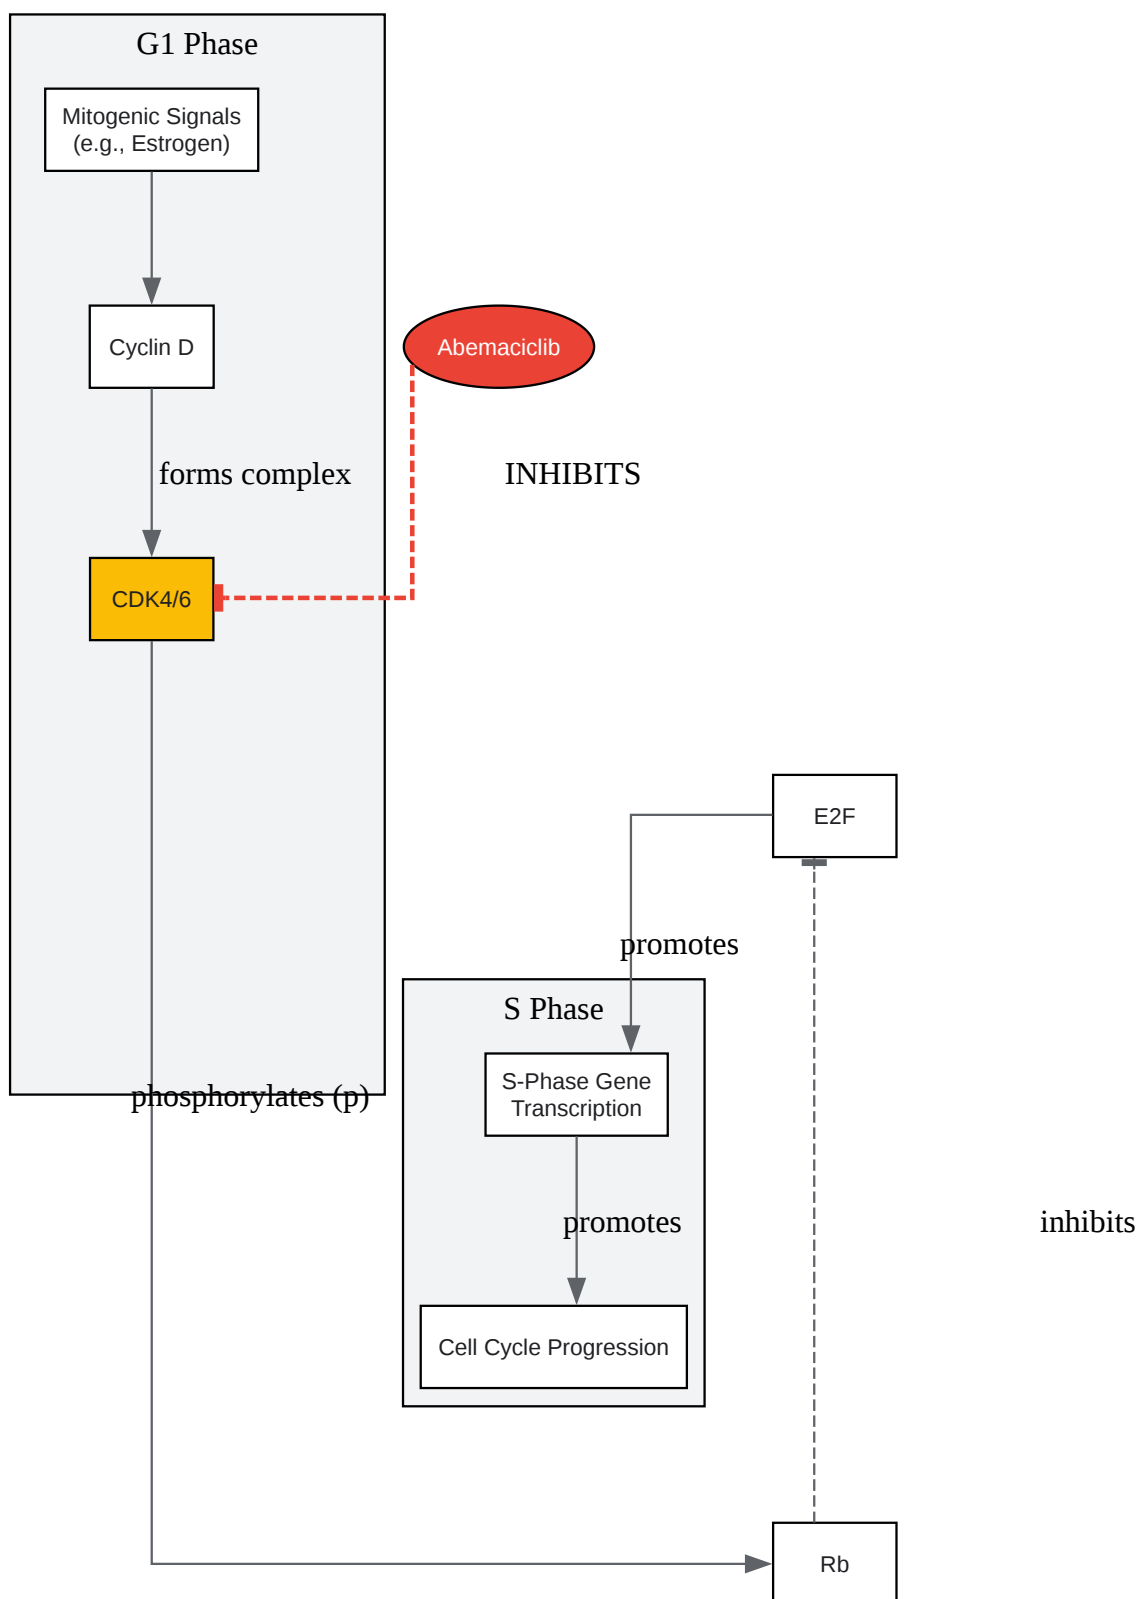 G1 Phase
Mitogenic Signals
(e.g., Estrogen)
Cyclin D
Abemaciclib
forms complex
INHIBITS
CDK4/6
E2F
promotes
S Phase
S-Phase Gene
Transcription
phosphorylates (p)
promotes
inhibits
Cell Cycle Progression
Rb